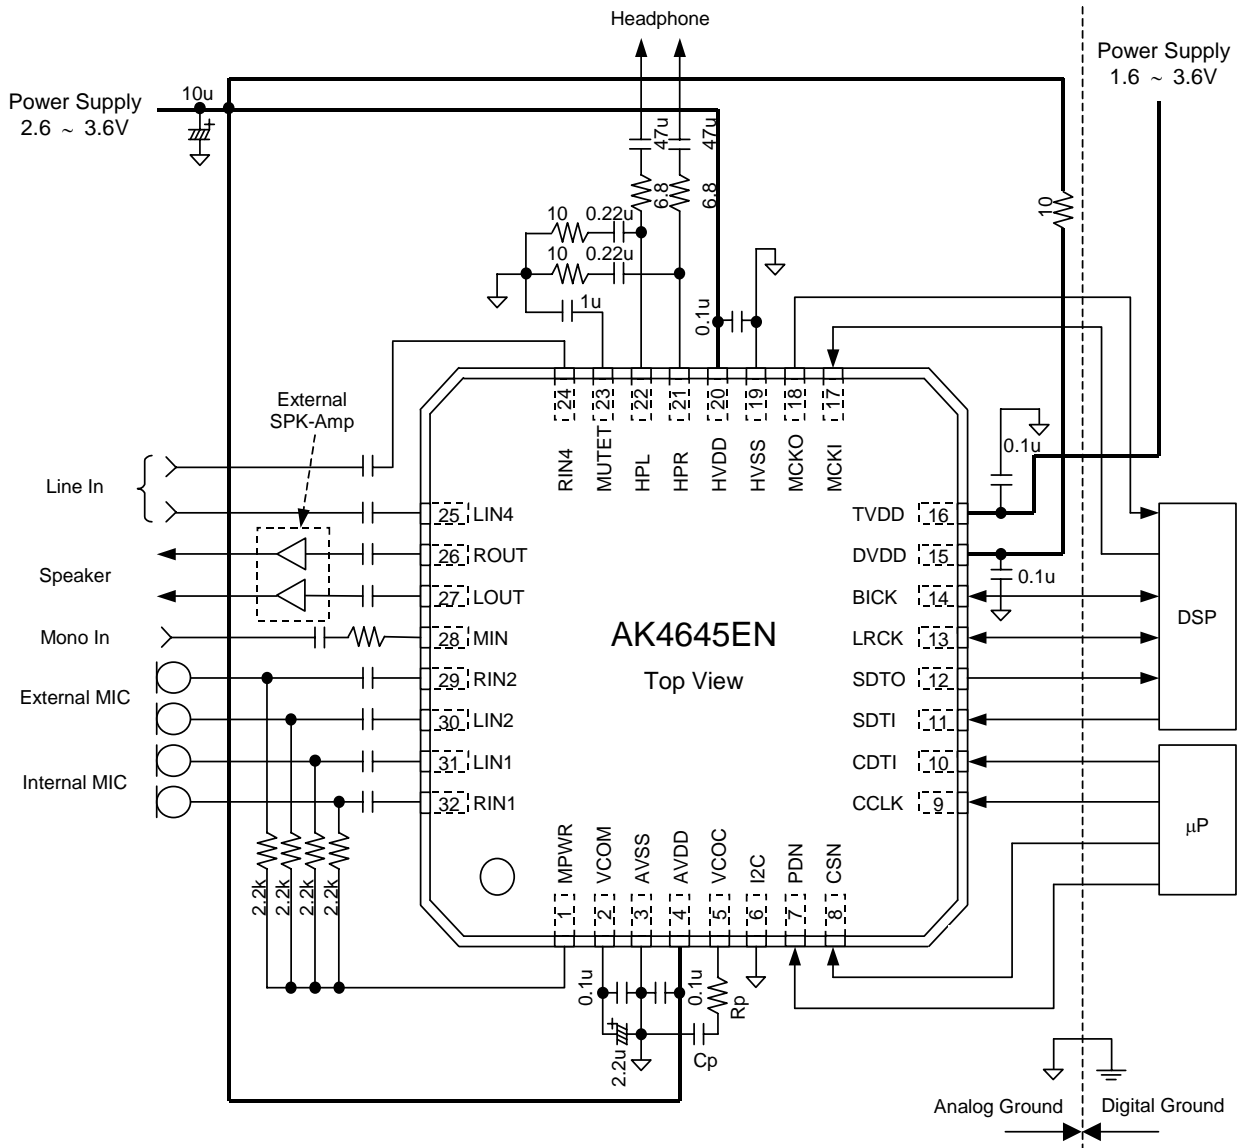 Headphone
Power Supply
1.6 ~ 3.6V
10u
Power Supply
2.6 ~ 3.6V
+
47u
47u
6.8
6.8
10
10
0.22u
10
0.22u
1u
0.1u
External
SPK-Amp
24
23
22
21
20
19
18
17
RIN4
MUTET
HPL
HPR
HVDD
HVSS
MCKO
MCKI
0.1u
Line In
25 LIN4
TVDD 16
26 ROUT
DVDD 15
Speaker
0.1u
27 LOUT
BICK 14
DSP
Mono In
28 MIN
AK4645EN
LRCK 13
Top View
29 RIN2
SDTO 12
External MIC
30 LIN2
SDTI 11
31 LIN1
CDTI 10
Internal MIC
32 RIN1
CCLK 9
μP
MPWR
VCOM
AVSS
AVDD
VCOC
I2C
PDN
CSN
2.2k
2.2k
2.2k
2.2k
1
2
3
4
5
6
7
8
0.1u
0.1u
Rp
+
2.2u
Cp
Analog Ground
Digital Ground